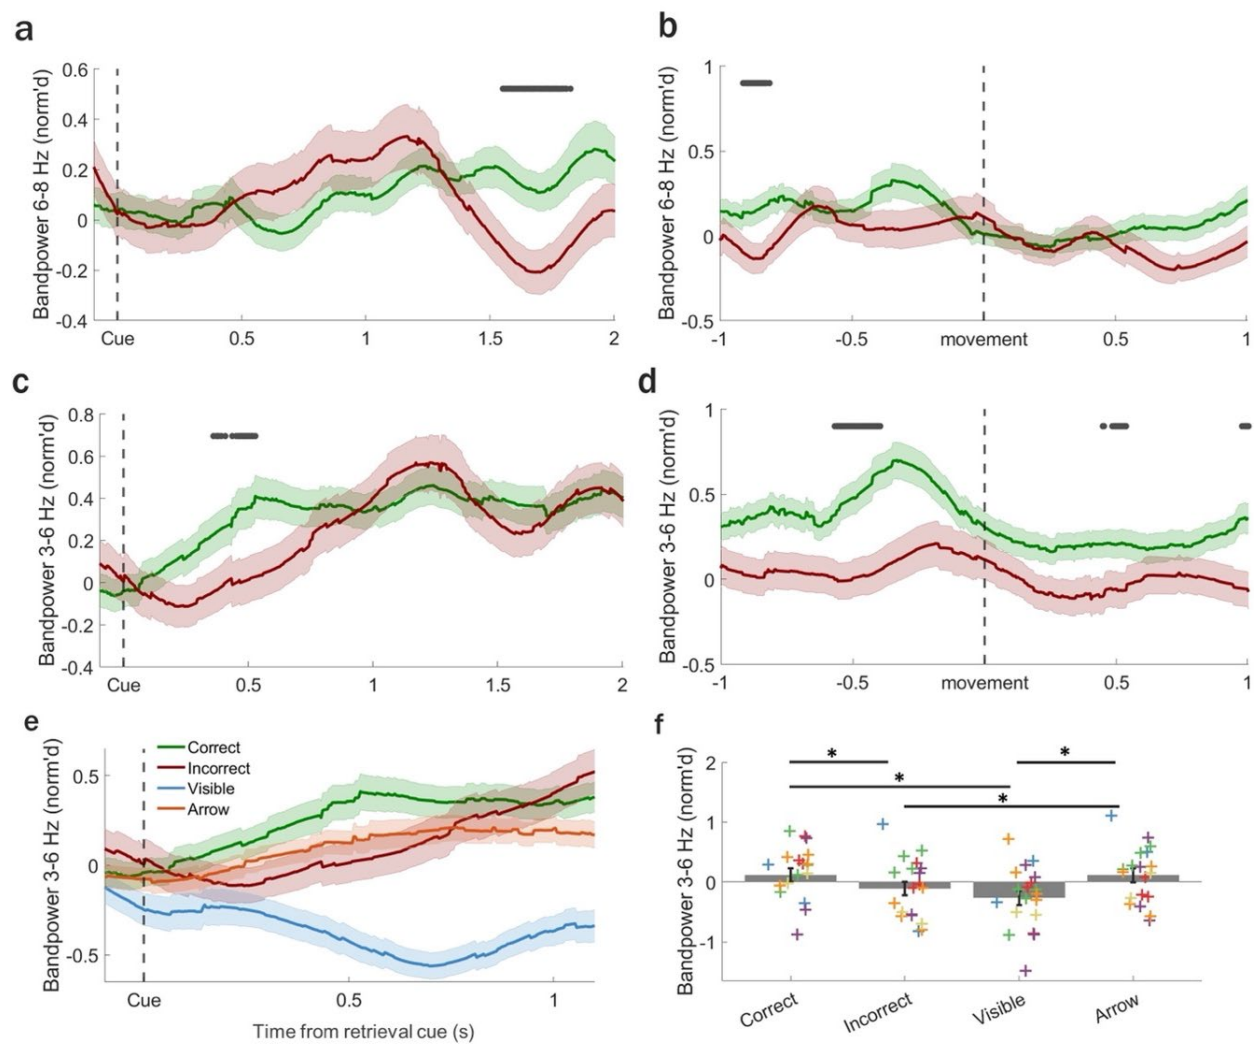 a
Bandpower 6-8 Hz (norm'd)
0.6
0.4
0.2
0
-0.2
-0.4
Cue 0.5 1 1.5 2
b
Bandpower 6-8 Hz (norm'd)
1
0.5
0
-0.5
-1 -0.5 movement 0.5 1
c
Bandpower 3-6 Hz (norm'd)
0.8
0.6
0.4
0.2
0
-0.2
-0.4
Cue 0.5 1 1.5 2
d
Bandpower 3-6 Hz (norm'd)
1
0.5
0
-0.5
-1 -0.5 movement 0.5 1
e
Bandpower 3-6 Hz (norm'd)
Correct
Incorrect
Visible
Arrow
0.5
0
-0.5
Cue 0.5 1
Time from retrieval cue (s)
f
Bandpower 3-6 Hz (norm'd)
2
1
0
-1
* *
*
*
Correct Incorrect Visible Arrow